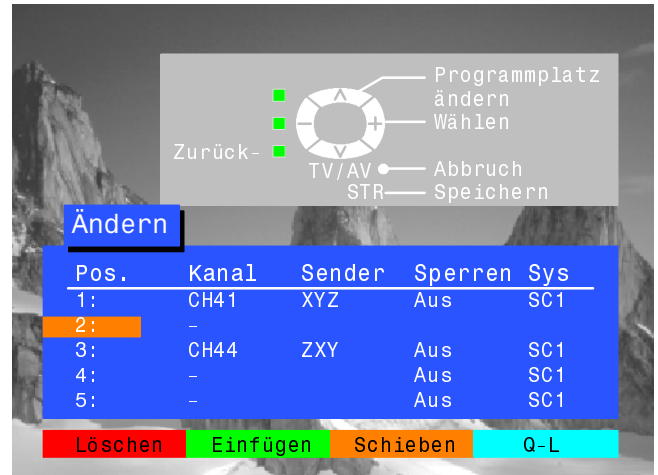 Programmplatz
ändern
Wählen
Zurück-
TV/AV Abbruch
STR Speichern
Ändern
Pos. Kanal Sender Sperren Sys
1: CH41 XYZ Aus SC1
2: –
3: CH44 ZXY Aus SC1
4: – Aus SC1
5: – Aus SC1
Löschen Einfügen Schieben Q-L